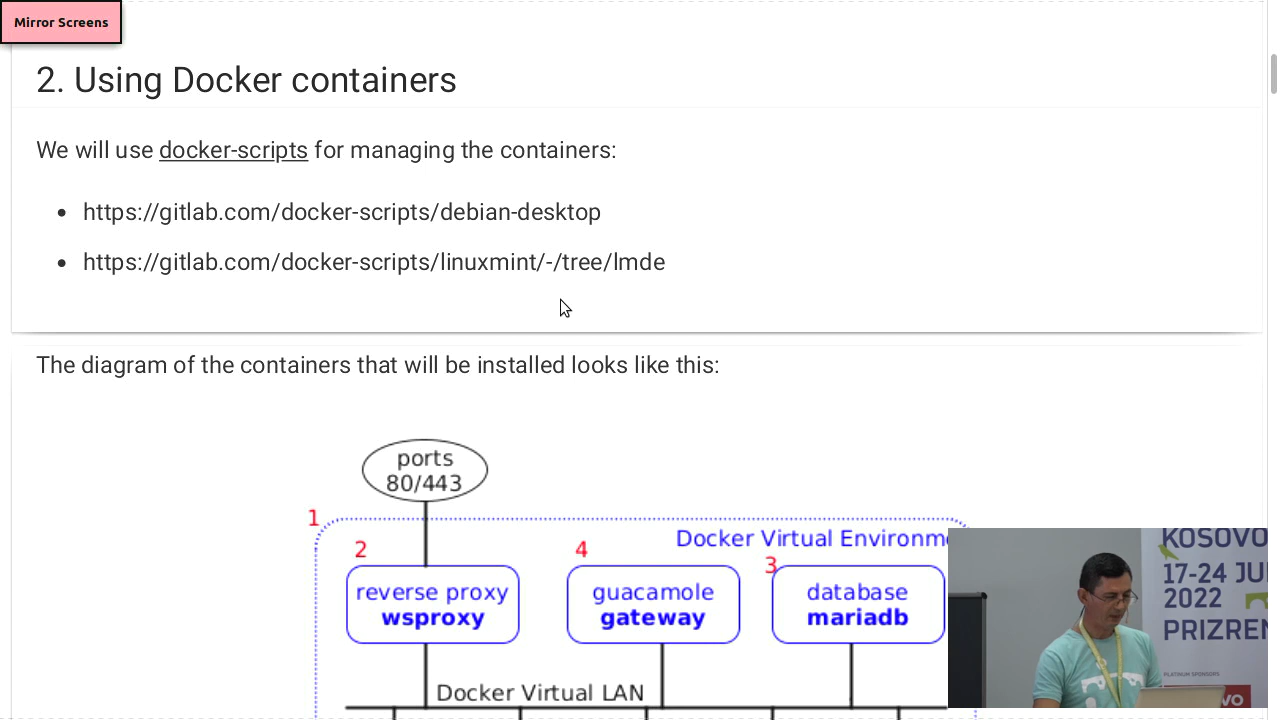 Mirror Screens
2. Using Docker containers
We will use docker-scripts for managing the containers:
https://gitlab.com/docker-scripts/debian-desktop
https://gitlab.com/docker-scripts/linuxmint/-/tree/lmde
The diagram of the containers that will be installed looks like this:
ports
80/443
1
Docker Virtual Environme
2
4
3
reverse proxy
wsproxy
guacamole
gateway
database
mariadb
Docker Virtual LAN
KOSOVO
17-24 JU
2022
PRIZREN
PLATINUM SPONSORS